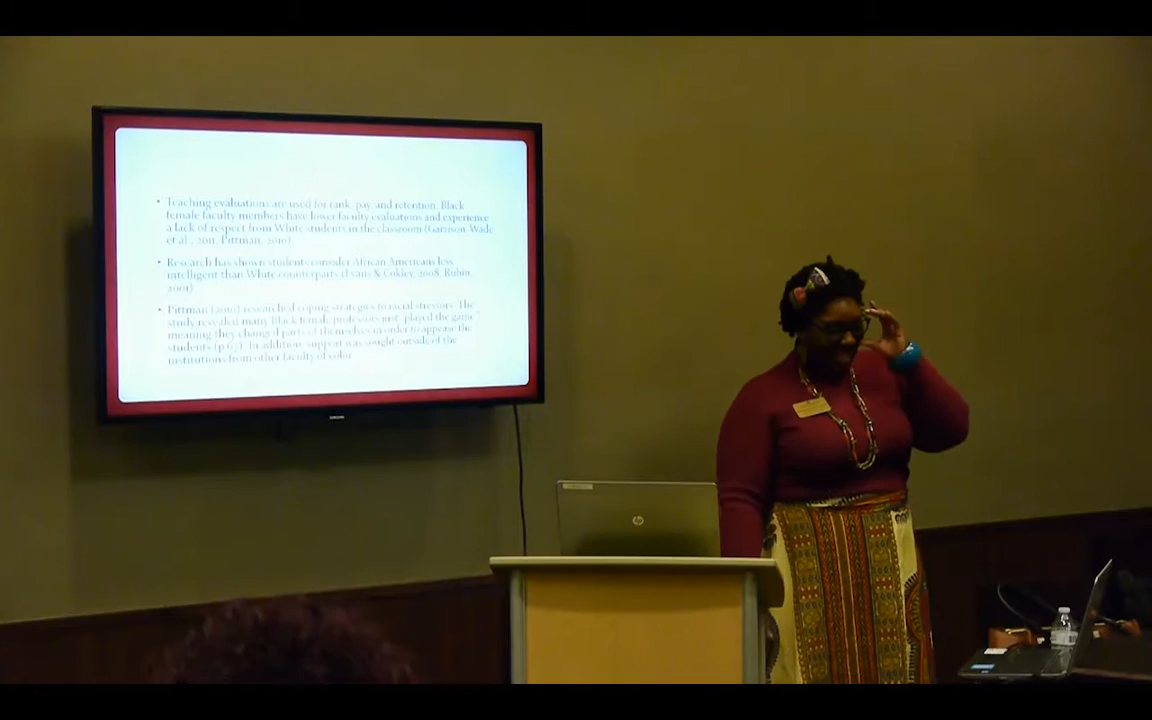 • Teaching evaluations are used for rank, pay, and retention. Black
female faculty members have lower faculty evaluations and experience
a lack of respect from White students in the classroom (Garrison-Wade
et al., 2011, Pittman, 2010)
• Research has shown students consider African Americans less
intelligent than White counterparts (Evans & Cokley, 2008, Rubin,
2001)
• Pittman (2010) researched coping strategies to racial stressors. The
study revealed many Black female professors just "played the game"
meaning they changed parts of themselves in order to appease the
students (p.67). In addition, support was sought outside of the
institutions from other faculty of color
SAMSUNG
hp